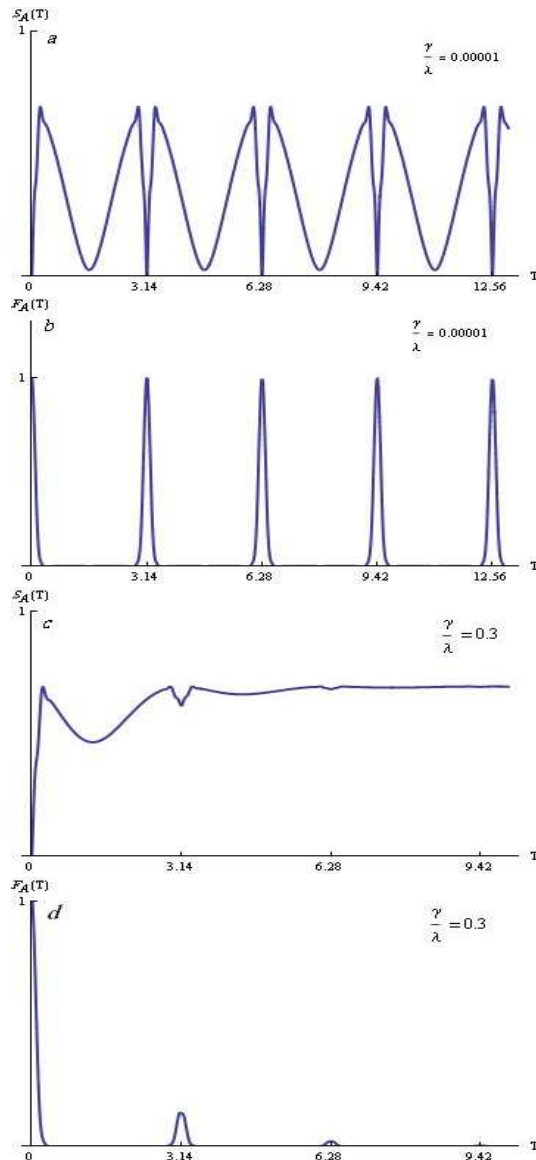 S_A(T)
1
a
γ/λ = 0.00001
0 3.14 6.28 9.42 12.56 T
F_A(T)
b
γ/λ = 0.00001
1
0 3.14 6.28 9.42 12.56 T
S_A(T)
1
c
γ/λ = 0.3
0 3.14 6.28 9.42 T
F_A(T)
1
d
γ/λ = 0.3
0 3.14 6.28 9.42 T